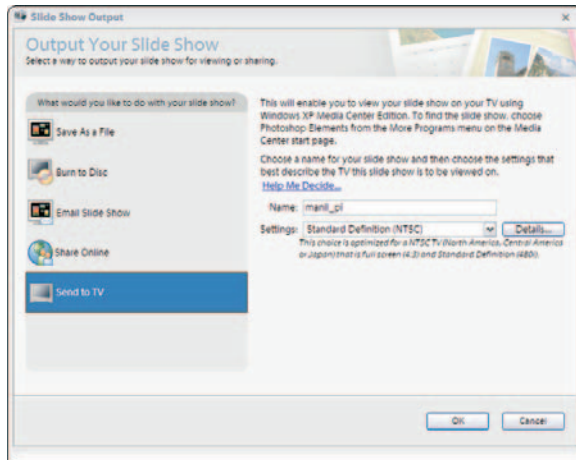 Slide Show Output
Output Your Slide Show
Select a way to output your slide show for viewing or sharing.
What would you like to do with your slide show?
Save As a File
Burn to Disc
Email Slide Show
Share Online
Send to TV
This will enable you to view your slide show on your TV using
Windows XP Media Center Edition. To find the slide show, choose
Photoshop Elements from the More Programs menu on the Media
Center start page.
Choose a name for your slide show and then choose the settings that
best describe the TV this slide show is to be viewed on.
Help Me Decide...
Name:
Settings: Standard Definition (NTSC) Details...
This choice is optimized for a NTSC TV (North America, Central America
or Japan) that is full screen (4:3) and Standard Definition (480i).
OK Cancel